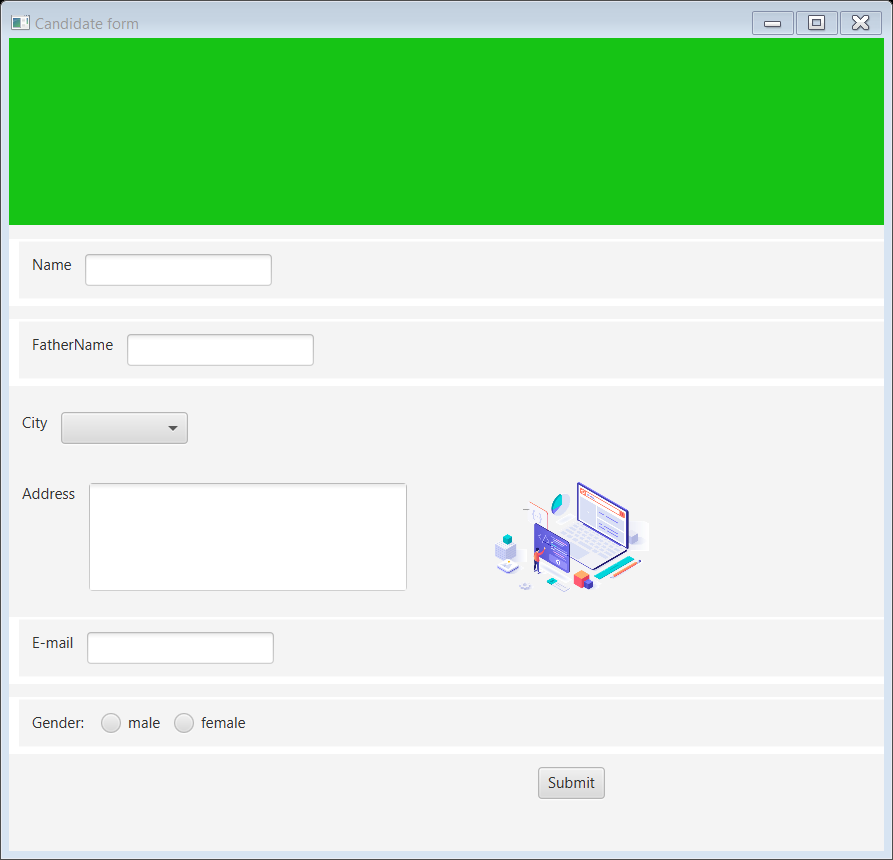 Candidate form
Name
FatherName
City
Address
E-mail
Gender: male female
Submit